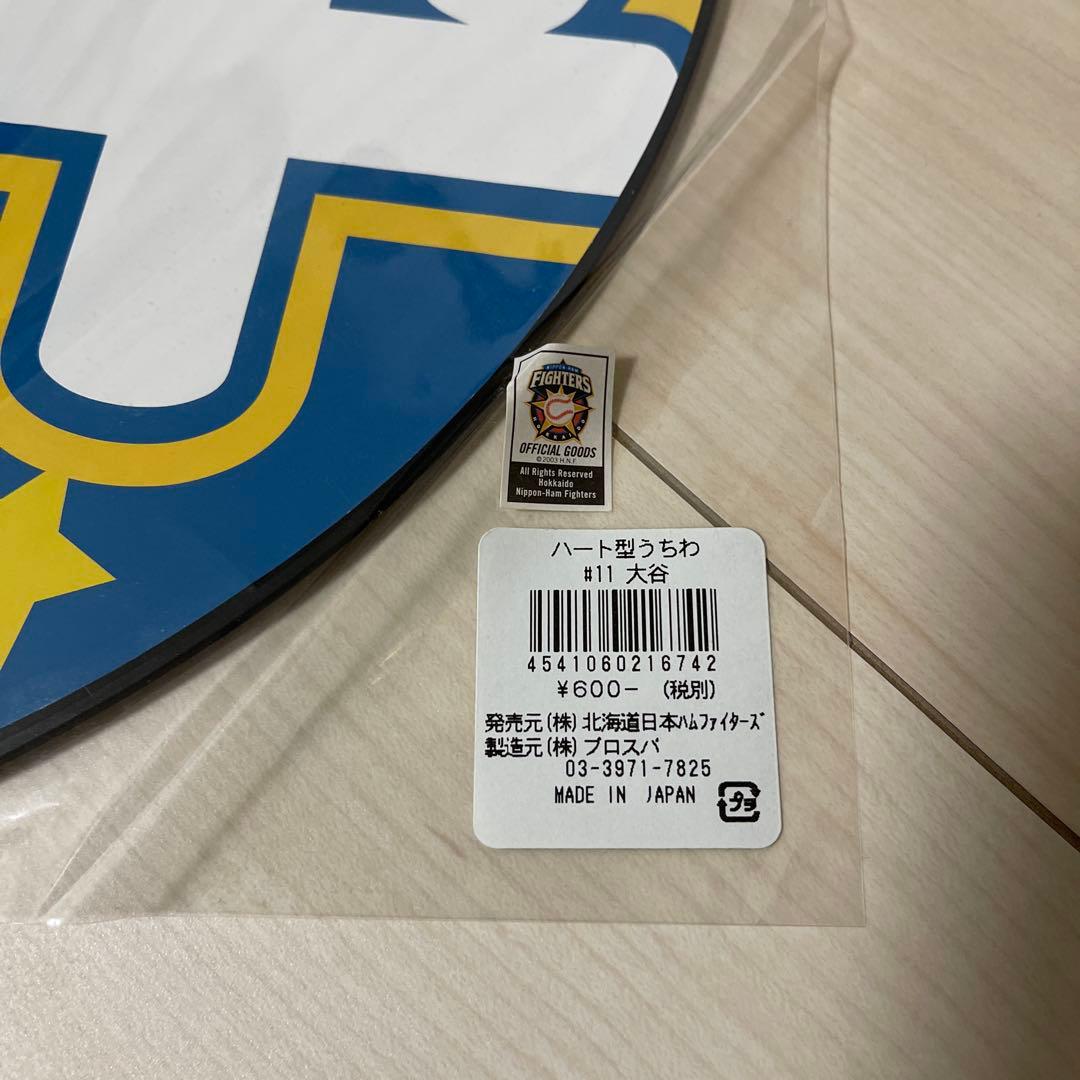 NIPPON-HAM
FIGHTERS
HOKKAIDO
OFFICIAL GOODS
©2003 H.N.F.
All Rights Reserved
Hokkaido
Nippon-Ham Fighters
ハート型うちわ
#11 大谷
4541060216742
¥600- (税別)
発売元(株)北海道日本ﾊﾑﾌｧｲﾀｰｽﾞ
製造元(株)プロスパ
03-3971-7825
MADE IN JAPAN
プラ